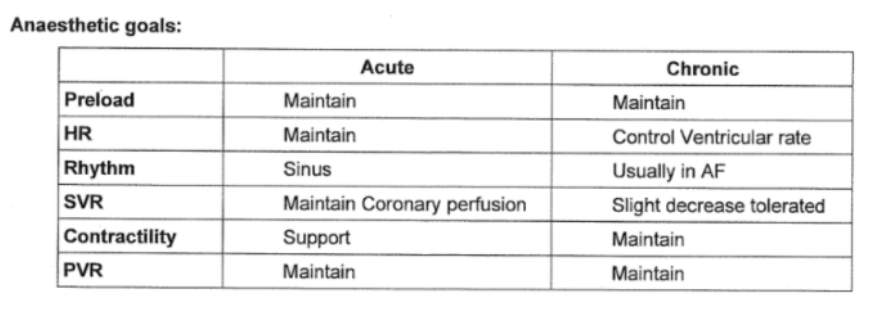 Anaesthetic goals:
Acute Chronic
Preload Maintain Maintain
HR Maintain Control Ventricular rate
Rhythm Sinus Usually in AF
SVR Maintain Coronary perfusion Slight decrease tolerated
Contractility Support Maintain
PVR Maintain Maintain